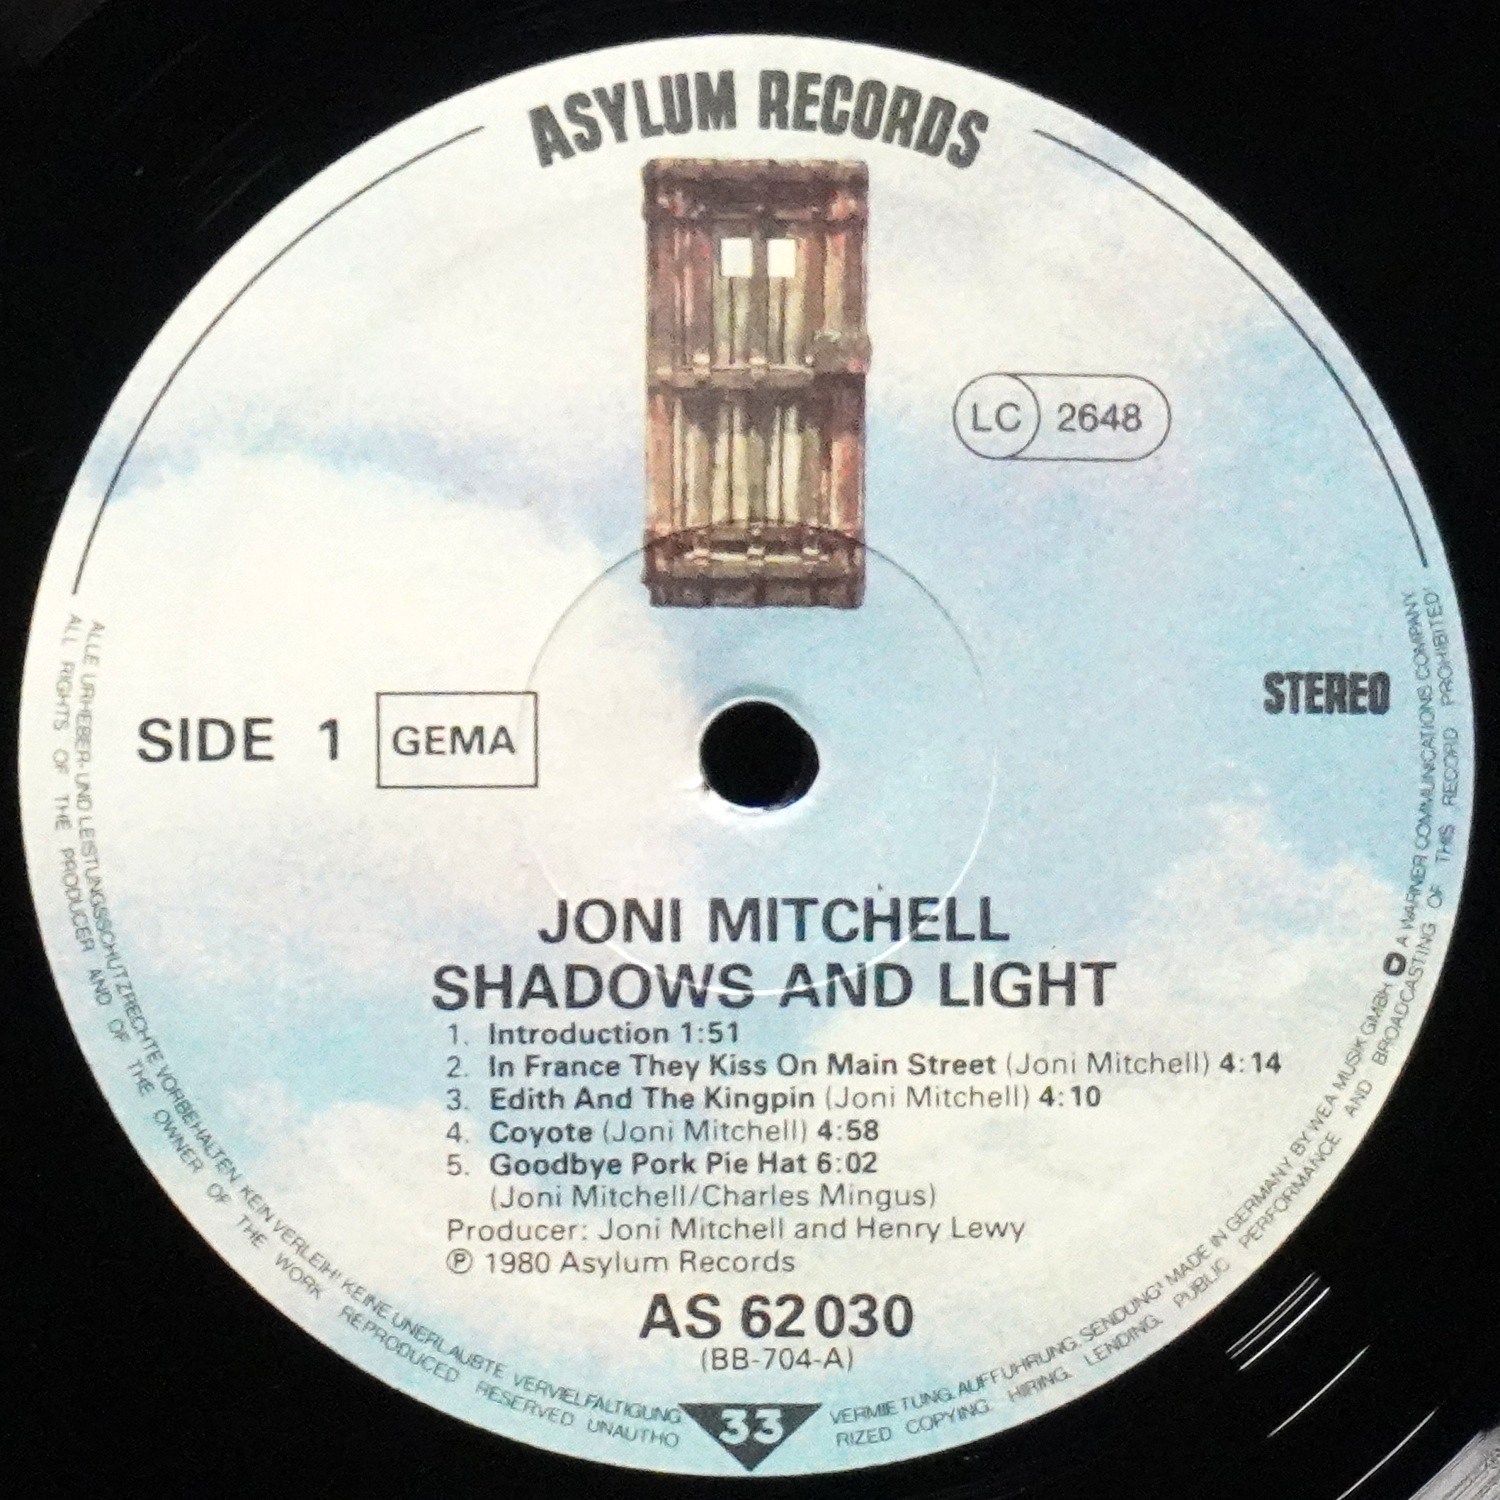 ASYLUM RECORDS
LC 2648
STEREO
SIDE 1 GEMA
JONI MITCHELL
SHADOWS AND LIGHT
1. Introduction 1:51
2. In France They Kiss On Main Street (Joni Mitchell) 4:14
3. Edith And The Kingpin (Joni Mitchell) 4:10
4. Coyote (Joni Mitchell) 4:58
5. Goodbye Pork Pie Hat 6:02
(Joni Mitchell/Charles Mingus)
Producer: Joni Mitchell and Henry Lewy
℗ 1980 Asylum Records
AS 62 030
(BB-704-A)
33
ALLE URHEBER- UND LEISTUNGSSCHUTZRECHTE VORBEHALTEN KEIN VERLEIH! KEINE UNERLAUBTE VERVIELFÄLTIGUNG, VERMIETUNG, AUFFÜHRUNG, SENDUNG! MADE IN GERMANY BY WEA MUSIK GMBH A WARNER COMMUNICATIONS COMPANY
ALL RIGHTS OF THE PRODUCER AND OF THE OWNER OF THE WORK REPRODUCED RESERVED UNAUTHORIZED COPYING, HIRING, LENDING, PUBLIC PERFORMANCE AND BROADCASTING OF THIS RECORD PROHIBITED!